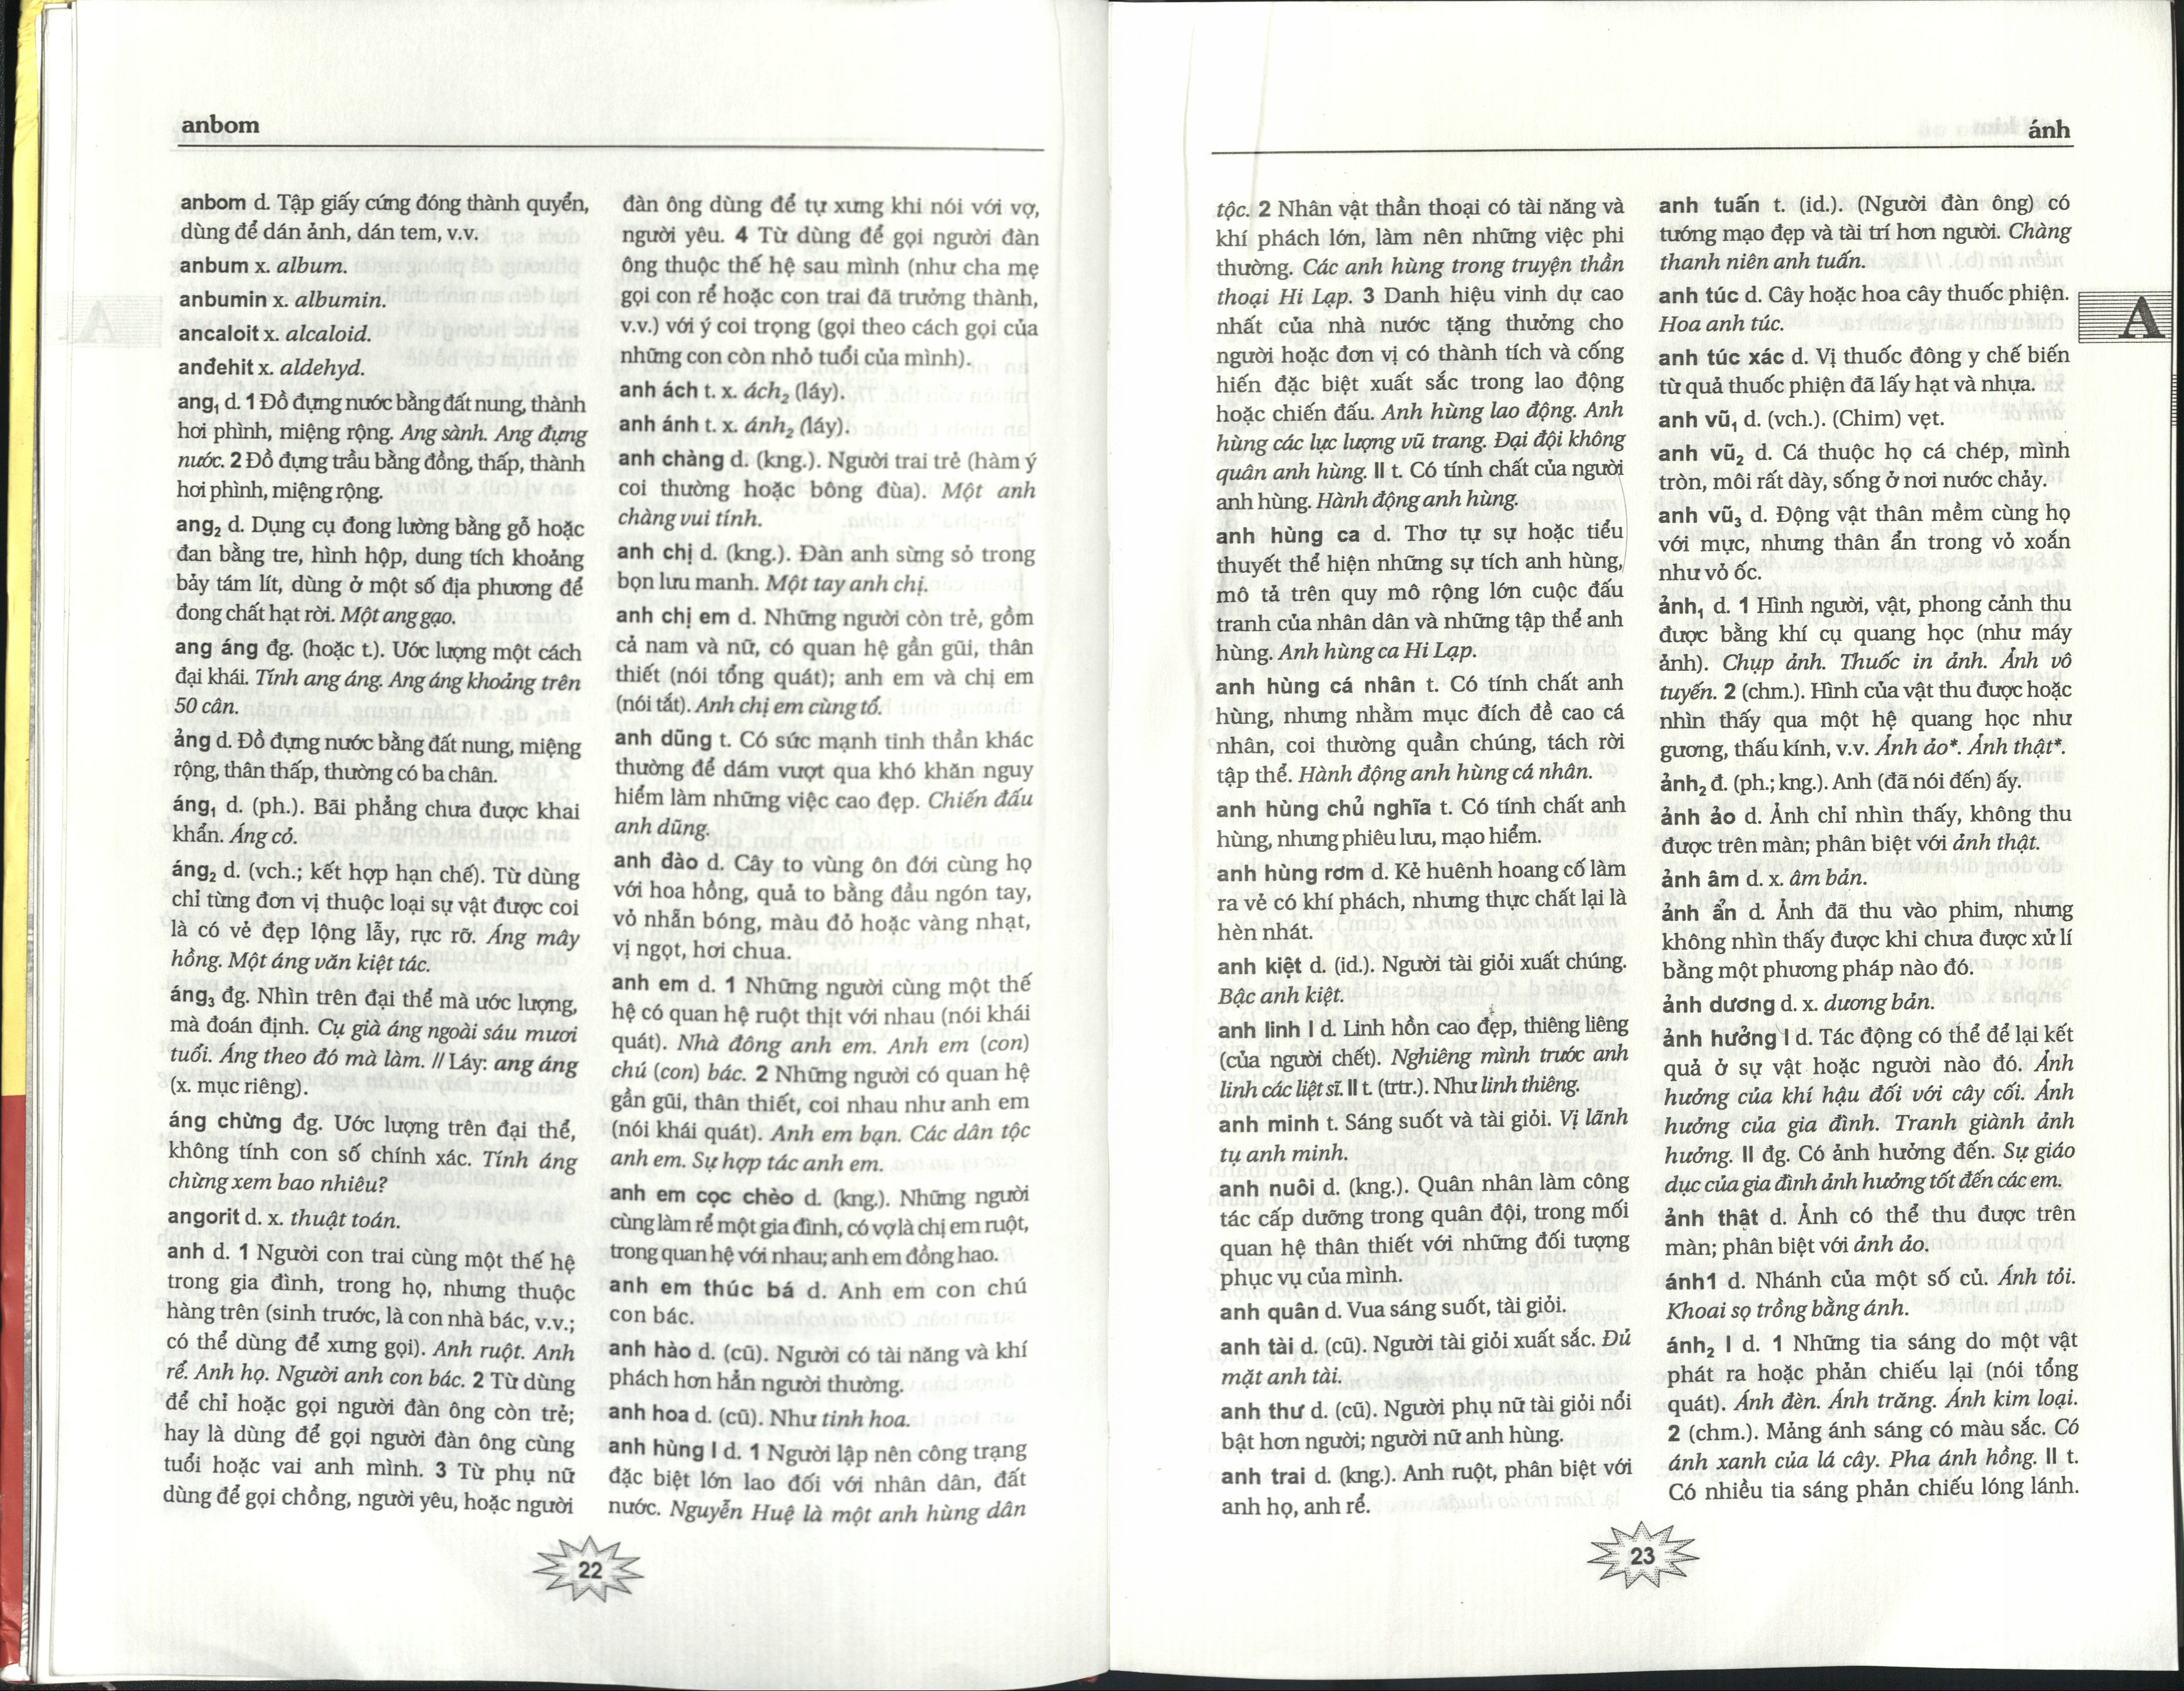 anbom
anbom d. Tập giấy cứng đóng thành quyển,
dùng để dán ảnh, dán tem, v.v.
anbum x. album.
anbumin x. albumin.
ancaloit x. alcaloid.
anđehit x. aldehyd.
ang₁ d. 1 Đồ đựng nước bằng đất nung, thành
hơi phình, miệng rộng. Ang sành. Ang đựng
nước. 2 Đồ đựng trầu bằng đồng, thấp, thành
hơi phình, miệng rộng.
ang₂ d. Dụng cụ đong lường bằng gỗ hoặc
đan bằng tre, hình hộp, dung tích khoảng
bảy tám lít, dùng ở một số địa phương để
đong chất hạt rời. Một ang gạo.
ang áng đg. (hoặc t.). Ước lượng một cách
đại khái. Tính ang áng. Ang áng khoảng trên
50 cân.
ảng d. Đồ đựng nước bằng đất nung, miệng
rộng, thân thấp, thường có ba chân.
áng₁ d. (ph.). Bãi phẳng chưa được khai
khẩn. Áng cỏ.
áng₂ d. (vch.; kết hợp hạn chế). Từ dùng
chỉ từng đơn vị thuộc loại sự vật được coi
là có vẻ đẹp lộng lẫy, rực rỡ. Áng mây
hồng. Một áng văn kiệt tác.
áng₃ đg. Nhìn trên đại thể mà ước lượng,
mà đoán định. Cụ già áng ngoài sáu mươi
tuổi. Áng theo đó mà làm. // Láy: ang áng
(x. mục riêng).
áng chừng đg. Ước lượng trên đại thể,
không tính con số chính xác. Tính áng
chừng xem bao nhiêu?
angorit d. x. thuật toán.
anh d. 1 Người con trai cùng một thế hệ
trong gia đình, trong họ, nhưng thuộc
hàng trên (sinh trước, là con nhà bác, v.v.;
có thể dùng để xưng gọi). Anh ruột. Anh
rể. Anh họ. Người anh con bác. 2 Từ dùng
để chỉ hoặc gọi người đàn ông còn trẻ;
hay là dùng để gọi người đàn ông cùng
tuổi hoặc vai anh mình. 3 Từ phụ nữ
dùng để gọi chồng, người yêu, hoặc người
đàn ông dùng để tự xưng khi nói với vợ,
người yêu. 4 Từ dùng để gọi người đàn
ông thuộc thế hệ sau mình (như cha mẹ
gọi con rể hoặc con trai đã trưởng thành,
v.v.) với ý coi trọng (gọi theo cách gọi của
những con còn nhỏ tuổi của mình).
anh ách t. x. ách₂ (láy).
anh ánh t. x. ánh₂ (láy).
anh chàng d. (kng.). Người trai trẻ (hàm ý
coi thường hoặc bông đùa). Một anh
chàng vui tính.
anh chị d. (kng.). Đàn anh sừng sỏ trong
bọn lưu manh. Một tay anh chị.
anh chị em d. Những người còn trẻ, gồm
cả nam và nữ, có quan hệ gần gũi, thân
thiết (nói tổng quát); anh em và chị em
(nói tắt). Anh chị em cùng tổ.
anh dũng t. Có sức mạnh tinh thần khác
thường để dám vượt qua khó khăn nguy
hiểm làm những việc cao đẹp. Chiến đấu
anh dũng.
anh đào d. Cây to vùng ôn đới cùng họ
với hoa hồng, quả to bằng đầu ngón tay,
vỏ nhẵn bóng, màu đỏ hoặc vàng nhạt,
vị ngọt, hơi chua.
anh em d. 1 Những người cùng một thế
hệ có quan hệ ruột thịt với nhau (nói khái
quát). Nhà đông anh em. Anh em (con)
chú (con) bác. 2 Những người có quan hệ
gần gũi, thân thiết, coi nhau như anh em
(nói khái quát). Anh em bạn. Các dân tộc
anh em. Sự hợp tác anh em.
anh em cọc chèo d. (kng.). Những người
cùng làm rể một gia đình, có vợ là chị em ruột,
trong quan hệ với nhau; anh em đồng hao.
anh em thúc bá d. Anh em con chú
con bác.
anh hào d. (cũ). Người có tài năng và khí
phách hơn hẳn người thường.
anh hoa d. (cũ). Như tinh hoa.
anh hùng I d. 1 Người lập nên công trạng
đặc biệt lớn lao đối với nhân dân, đất
nước. Nguyễn Huệ là một anh hùng dân
22
ánh
tộc. 2 Nhân vật thần thoại có tài năng và
khí phách lớn, làm nên những việc phi
thường. Các anh hùng trong truyện thần
thoại Hi Lạp. 3 Danh hiệu vinh dự cao
nhất của nhà nước tặng thưởng cho
người hoặc đơn vị có thành tích và cống
hiến đặc biệt xuất sắc trong lao động
hoặc chiến đấu. Anh hùng lao động. Anh
hùng các lực lượng vũ trang. Đại đội không
quân anh hùng. II t. Có tính chất của người
anh hùng. Hành động anh hùng.
anh hùng ca d. Thơ tự sự hoặc tiểu
thuyết thể hiện những sự tích anh hùng,
mô tả trên quy mô rộng lớn cuộc đấu
tranh của nhân dân và những tập thể anh
hùng. Anh hùng ca Hi Lạp.
anh hùng cá nhân t. Có tính chất anh
hùng, nhưng nhằm mục đích đề cao cá
nhân, coi thường quần chúng, tách rời
tập thể. Hành động anh hùng cá nhân.
anh hùng chủ nghĩa t. Có tính chất anh
hùng, nhưng phiêu lưu, mạo hiểm.
anh hùng rơm d. Kẻ huênh hoang cố làm
ra vẻ có khí phách, nhưng thực chất lại là
hèn nhát.
anh kiệt d. (id.). Người tài giỏi xuất chúng.
Bậc anh kiệt.
anh linh I d. Linh hồn cao đẹp, thiêng liêng
(của người chết). Nghiêng mình trước anh
linh các liệt sĩ. II t. (trtr.). Như linh thiêng.
anh minh t. Sáng suốt và tài giỏi. Vị lãnh
tụ anh minh.
anh nuôi d. (kng.). Quân nhân làm công
tác cấp dưỡng trong quân đội, trong mối
quan hệ thân thiết với những đối tượng
phục vụ của mình.
anh quân d. Vua sáng suốt, tài giỏi.
anh tài d. (cũ). Người tài giỏi xuất sắc. Đủ
mặt anh tài.
anh thư d. (cũ). Người phụ nữ tài giỏi nổi
bật hơn người; người nữ anh hùng.
anh trai d. (kng.). Anh ruột, phân biệt với
anh họ, anh rể.
anh tuấn t. (id.). (Người đàn ông) có
tướng mạo đẹp và tài trí hơn người. Chàng
thanh niên anh tuấn.
anh túc d. Cây hoặc hoa cây thuốc phiện.
Hoa anh túc.
anh túc xác d. Vị thuốc đông y chế biến
từ quả thuốc phiện đã lấy hạt và nhựa.
anh vũ₁ d. (vch.). (Chim) vẹt.
anh vũ₂ d. Cá thuộc họ cá chép, mình
tròn, môi rất dày, sống ở nơi nước chảy.
anh vũ₃ d. Động vật thân mềm cùng họ
với mực, nhưng thân ẩn trong vỏ xoắn
như vỏ ốc.
ảnh₁ d. 1 Hình người, vật, phong cảnh thu
được bằng khí cụ quang học (như máy
ảnh). Chụp ảnh. Thuốc in ảnh. Ảnh vô
tuyến. 2 (chm.). Hình của vật thu được hoặc
nhìn thấy qua một hệ quang học như
gương, thấu kính, v.v. Ảnh ảo*. Ảnh thật*.
ảnh₂ đ. (ph.; kng.). Anh (đã nói đến) ấy.
ảnh ảo d. Ảnh chỉ nhìn thấy, không thu
được trên màn; phân biệt với ảnh thật.
ảnh âm d. x. âm bản.
ảnh ẩn d. Ảnh đã thu vào phim, nhưng
không nhìn thấy được khi chưa được xử lí
bằng một phương pháp nào đó.
ảnh dương d. x. dương bản.
ảnh hưởng I d. Tác động có thể để lại kết
quả ở sự vật hoặc người nào đó. Ảnh
hưởng của khí hậu đối với cây cối. Ảnh
hưởng của gia đình. Tranh giành ảnh
hưởng. II đg. Có ảnh hưởng đến. Sự giáo
dục của gia đình ảnh hưởng tốt đến các em.
ảnh thật d. Ảnh có thể thu được trên
màn; phân biệt với ảnh ảo.
ánh1 d. Nhánh của một số củ. Ánh tỏi.
Khoai sọ trồng bằng ánh.
ánh₂ I d. 1 Những tia sáng do một vật
phát ra hoặc phản chiếu lại (nói tổng
quát). Ánh đèn. Ánh trăng. Ánh kim loại.
2 (chm.). Mảng ánh sáng có màu sắc. Có
ánh xanh của lá cây. Pha ánh hồng. II t.
Có nhiều tia sáng phản chiếu lóng lánh.
A
23